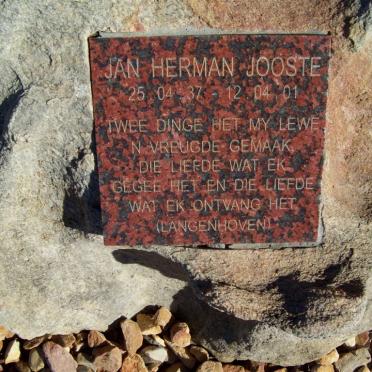 JAN HERMAN JOOSTE
25 04 37 - 12 04 01
TWEE DINGE HET MY LEWE
'N VREUGDE GEMAAK,
DIE LIEFDE WAT EK
GEGEE HET EN DIE LIEFDE
WAT EK ONTVANG HET.
(LANGENHOVEN)